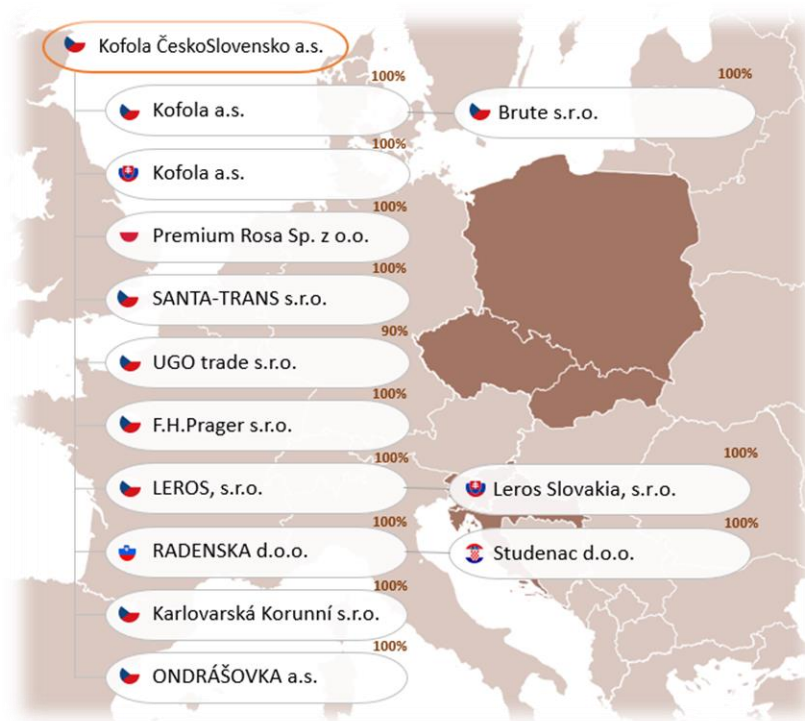 Kofola ČeskoSlovensko a.s.
100%
Kofola a.s.
100%
Brute s.r.o.
100%
Kofola a.s.
100%
Premium Rosa Sp. z o.o.
100%
SANTA-TRANS s.r.o.
90%
UGO trade s.r.o.
100%
F.H.Prager s.r.o.
100%
LEROS, s.r.o.
100%
Leros Slovakia, s.r.o.
100%
RADENSKA d.o.o.
100%
Studenac d.o.o.
100%
Karlovarská Korunní s.r.o.
100%
ONDRÁŠOVKA a.s.